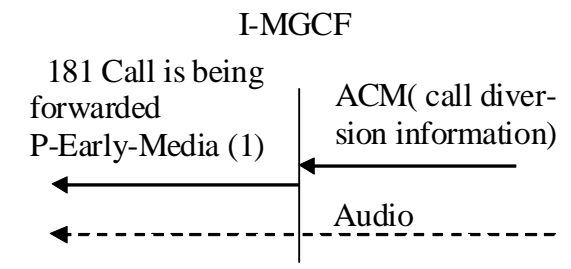 I-MGCF
181 Call is being
forwarded
P-Early-Media (1)
ACM( call diver-
sion information)
Audio